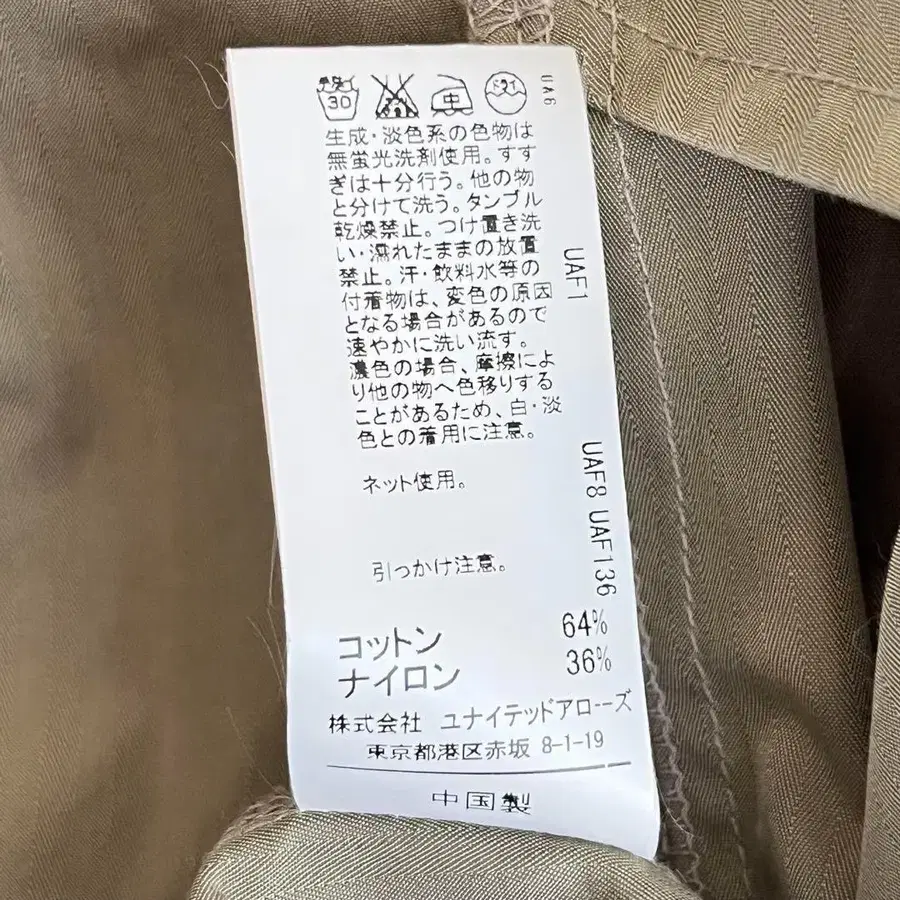 30 中 ドライ
UA6
生成・淡色系の色物は
無蛍光洗剤使用。すす
ぎは十分行う。他の物
と分けて洗う。タンブル
乾燥禁止。つけ置き洗
い・濡れたままの放置
禁止。汗・飲料水等の
付着物は、変色の原因
となる場合があるので
速やかに洗い流す。
濃色の場合、摩擦によ
り他の物へ色移りする
ことがあるため、白・淡
色との着用に注意。
UAF1
ネット使用。
引っかけ注意。
UAF8 UAF136
コットン 64%
ナイロン 36%
株式会社 ユナイテッドアローズ
東京都港区赤坂 8-1-19
中国製